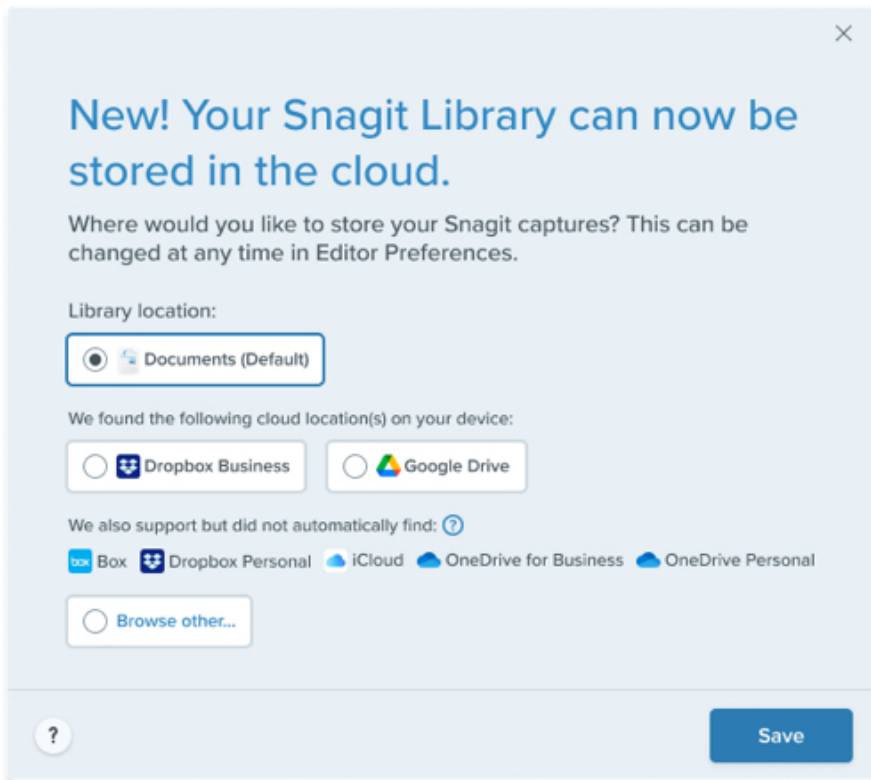 New! Your Snagit Library can now be
stored in the cloud.
Where would you like to store your Snagit captures? This can be
changed at any time in Editor Preferences.
Library location:
Documents (Default)
We found the following cloud location(s) on your device:
Dropbox Business Google Drive
We also support but did not automatically find: ?
box Box Dropbox Personal iCloud OneDrive for Business OneDrive Personal
Browse other...
? Save